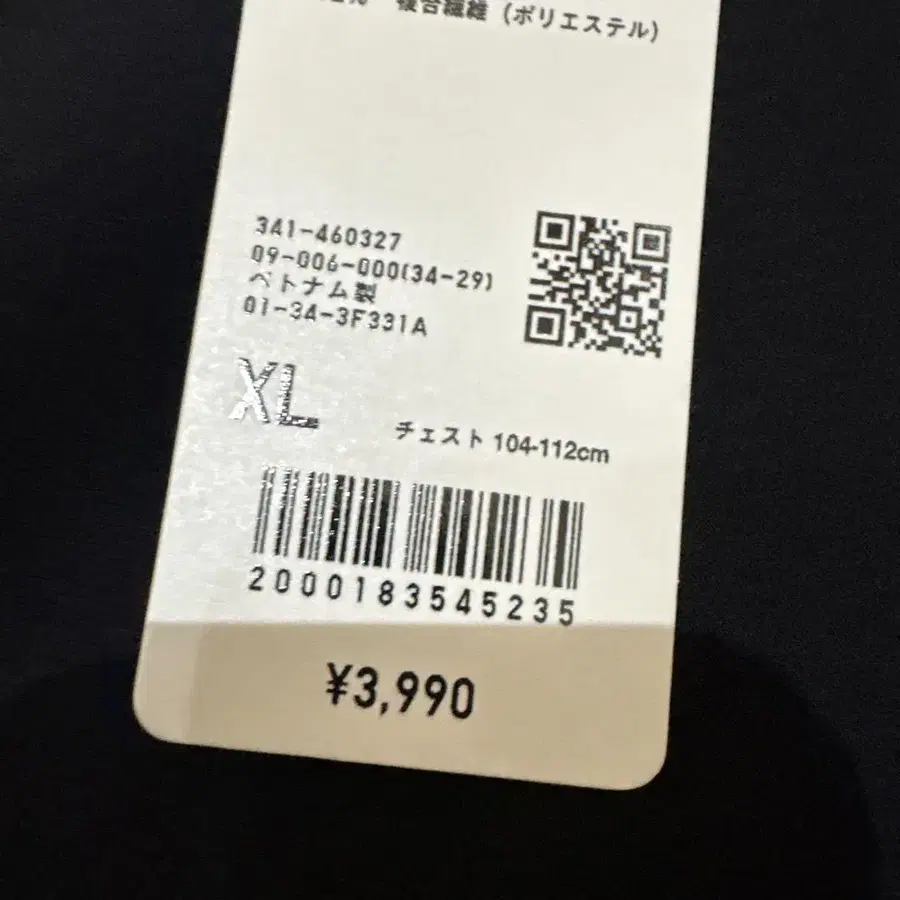 複合繊維 (ポリエステル)
341-460327
09-006-000(34-29)
ベトナム製
01-34-3F331A
XL
チェスト 104-112cm
2000183545235
¥3,990